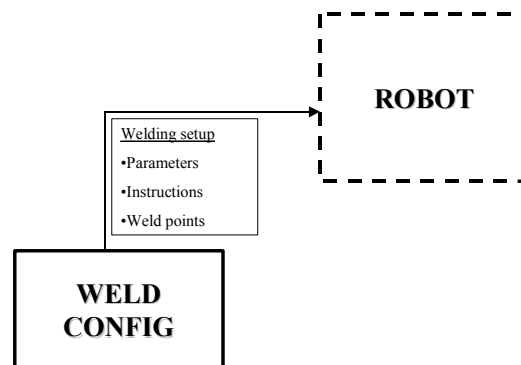 ROBOT
Welding setup
•Parameters
•Instructions
•Weld points
WELD
CONFIG